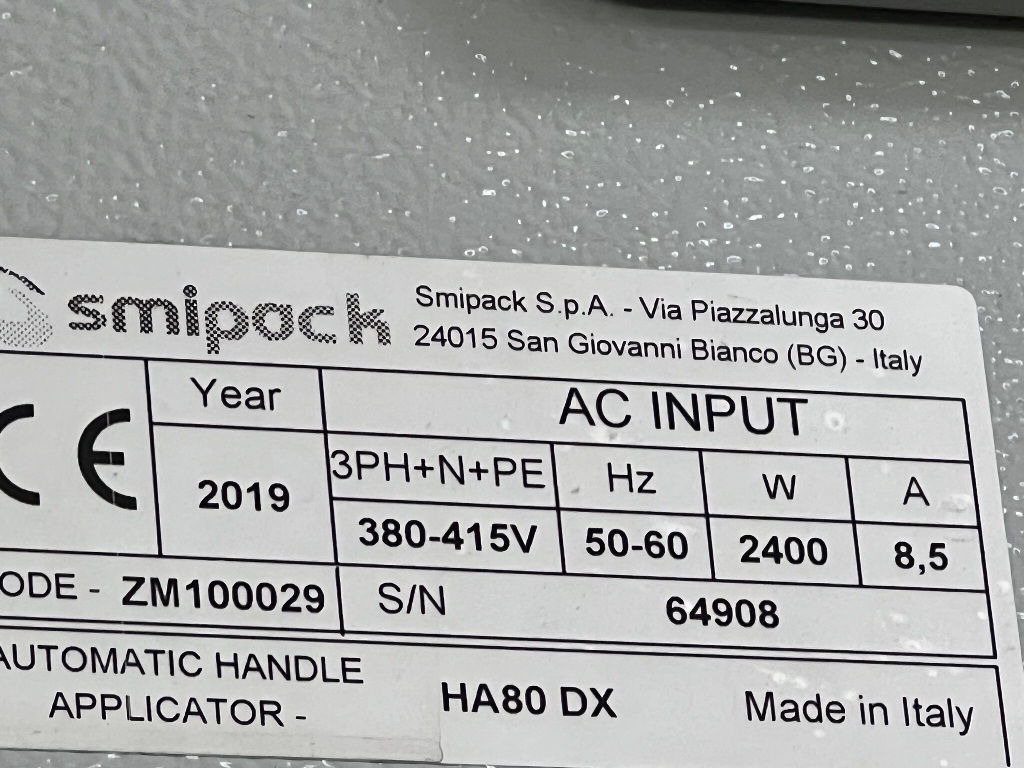 smipack
Smipack S.p.A. - Via Piazzalunga 30
24015 San Giovanni Bianco (BG) - Italy
CE
Year
AC INPUT
2019
3PH+N+PE Hz W A
380-415V 50-60 2400 8,5
ODE - ZM100029 S/N 64908
AUTOMATIC HANDLE
APPLICATOR -
HA80 DX
Made in Italy